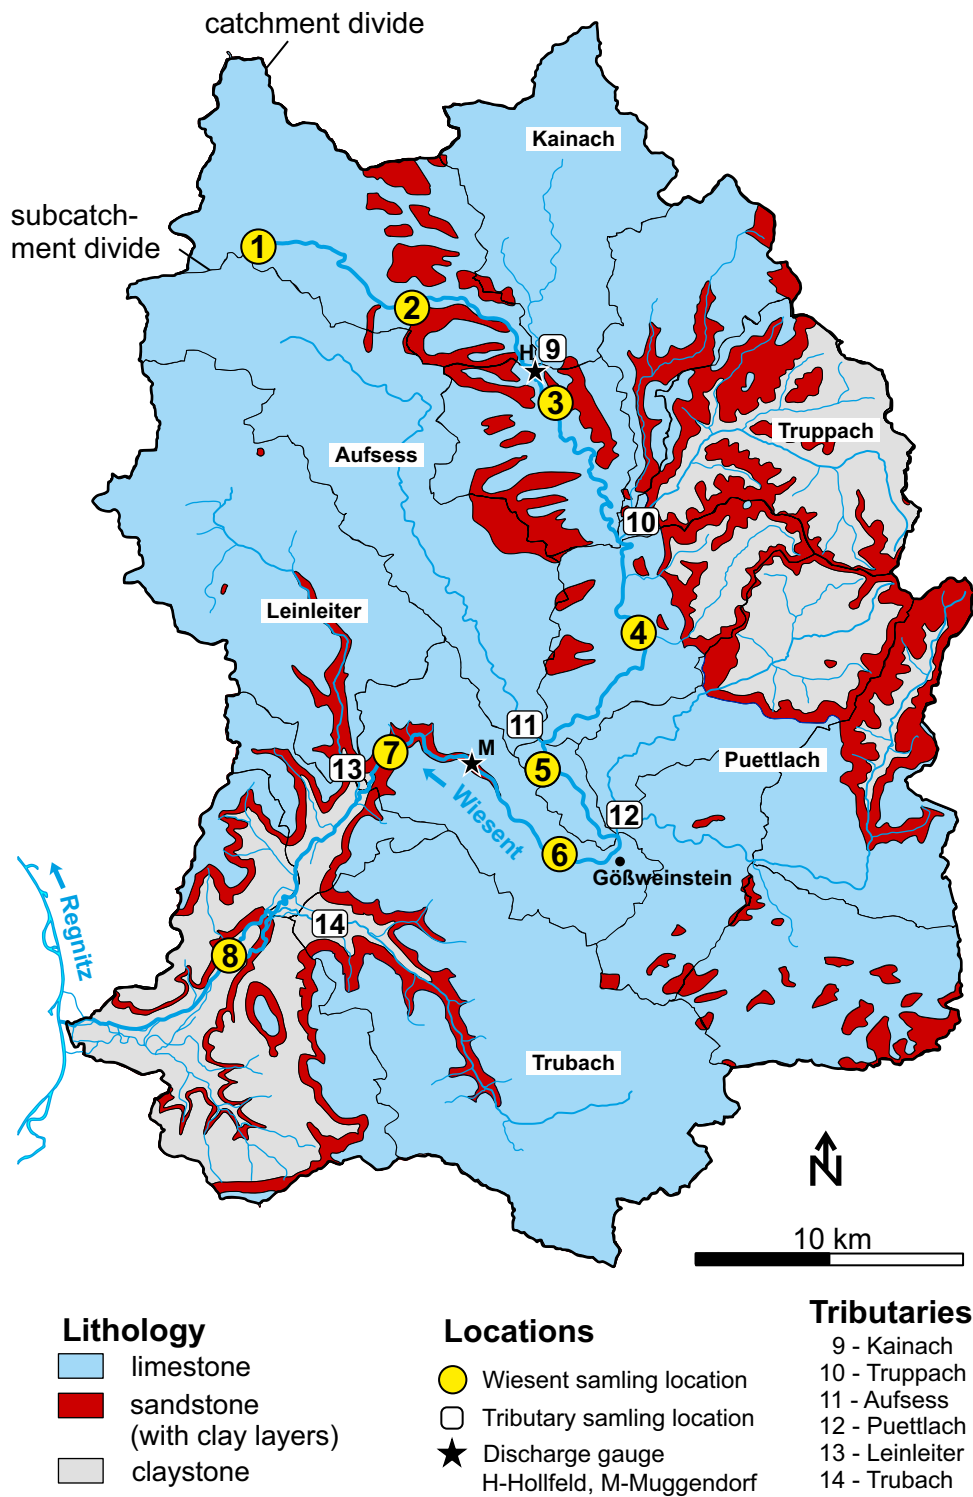 catchment divide
Kainach
subcatch-
ment divide
1
2
H
9
3
Truppach
Aufsess
10
Leinleiter
4
11
7
M
13
5
Puettlach
Wiesent
12
6
Gößweinstein
Regnitz
14
8
Trubach
N
10 km
Lithology
limestone
sandstone
(with clay layers)
claystone
Locations
Wiesent samling location
Tributary samling location
Discharge gauge
H-Hollfeld, M-Muggendorf
Tributaries
9 - Kainach
10 - Truppach
11 - Aufsess
12 - Puettlach
13 - Leinleiter
14 - Trubach